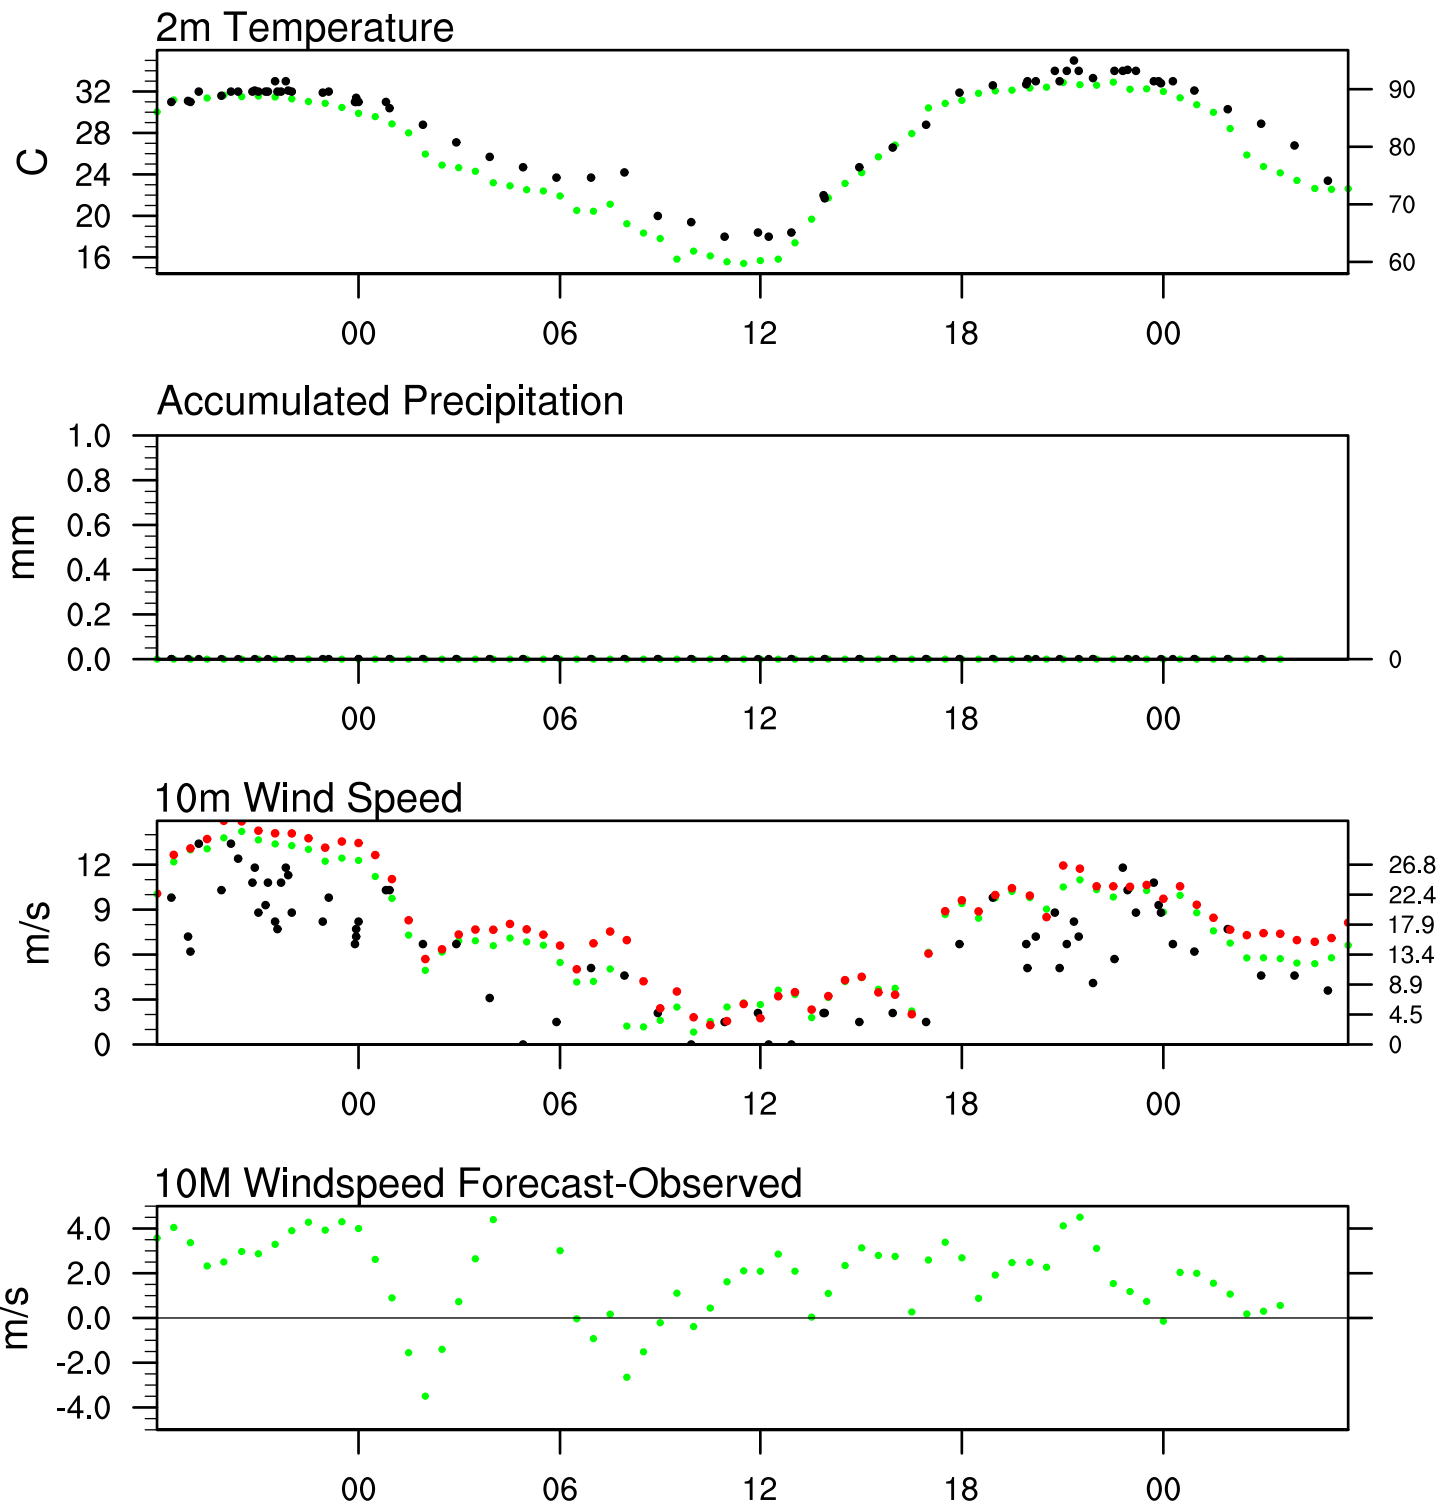 2m Temperature
32
28
24
20
16
C
90
80
70
60
00 06 12 18 00
Accumulated Precipitation
1.0
0.8
0.6
0.4
0.2
0.0
mm
0
00 06 12 18 00
10m Wind Speed
12
9
6
3
0
m/s
26.8
22.4
17.9
13.4
8.9
4.5
0
00 06 12 18 00
10M Windspeed Forecast-Observed
4.0
2.0
0.0
-2.0
-4.0
m/s
00 06 12 18 00